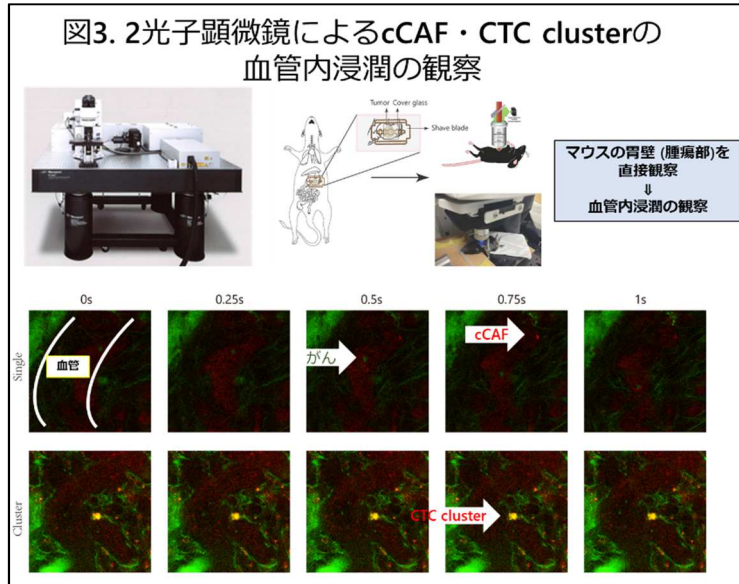 図3. 2光子顕微鏡によるcCAF・CTC clusterの
血管内浸潤の観察
Tumor Cover glass
Shave blade
マウスの胃壁 (腫瘍部)を
直接観察
⇓
血管内浸潤の観察
0s 0.25s 0.5s 0.75s 1s
Single
血管
がん
cCAF
Cluster
CTC cluster